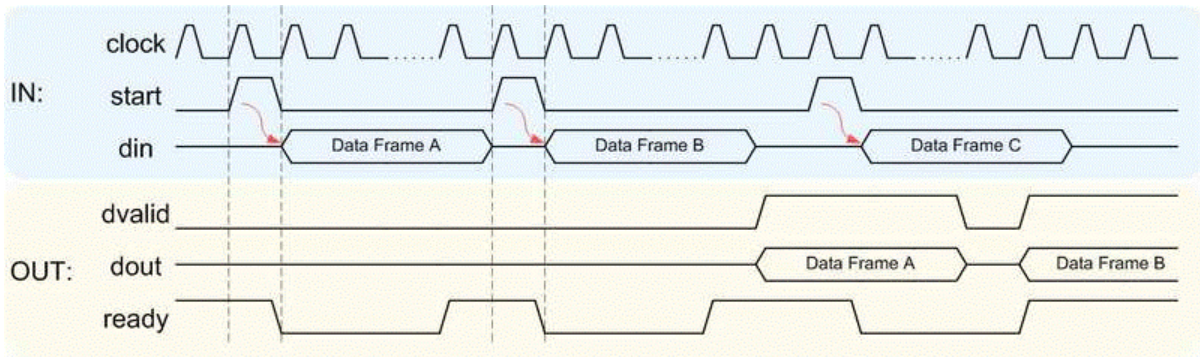 clock
IN:
start
din
Data Frame A
Data Frame B
Data Frame C
dvalid
OUT:
dout
Data Frame A
Data Frame B
ready